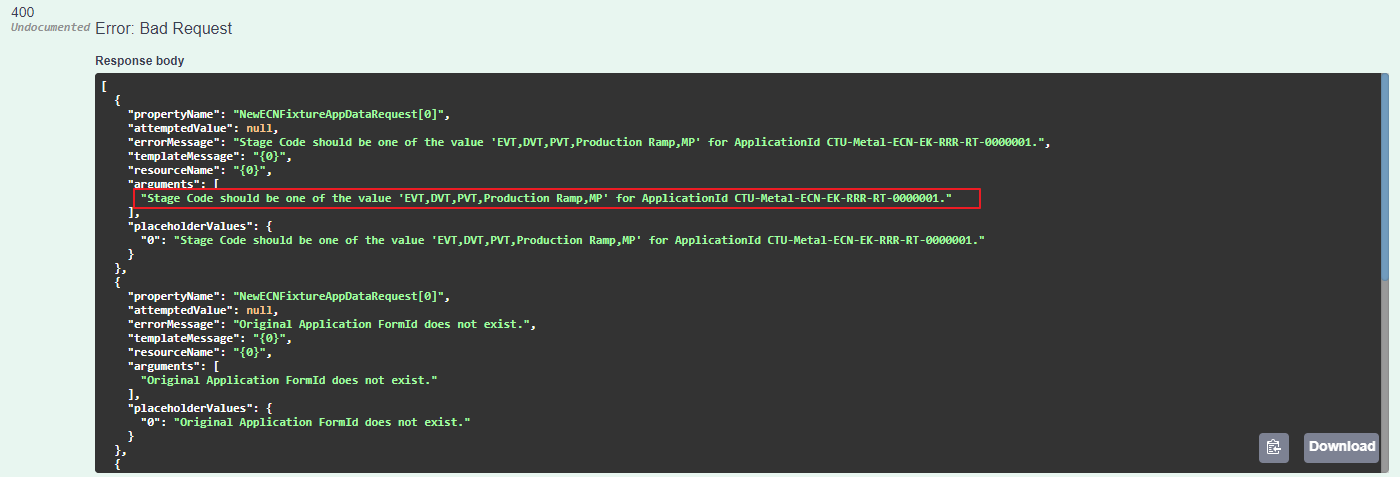 400
Undocumented Error: Bad Request
Response body
[
{
"propertyName": "NewECNFixtureAppDataRequest[0]",
"attemptedValue": null,
"errorMessage": "Stage Code should be one of the value 'EVT,DVT,PVT,Production Ramp,MP' for ApplicationId CTU-Metal-ECN-EK-RRR-RT-0000001.",
"templateMessage": "{0}",
"resourceName": "{0}",
"arguments": [
"Stage Code should be one of the value 'EVT,DVT,PVT,Production Ramp,MP' for ApplicationId CTU-Metal-ECN-EK-RRR-RT-0000001."
],
"placeholderValues": {
"0": "Stage Code should be one of the value 'EVT,DVT,PVT,Production Ramp,MP' for ApplicationId CTU-Metal-ECN-EK-RRR-RT-0000001."
}
},
{
"propertyName": "NewECNFixtureAppDataRequest[0]",
"attemptedValue": null,
"errorMessage": "Original Application FormId does not exist.",
"templateMessage": "{0}",
"resourceName": "{0}",
"arguments": [
"Original Application FormId does not exist."
],
"placeholderValues": {
"0": "Original Application FormId does not exist."
}
},
{
Download